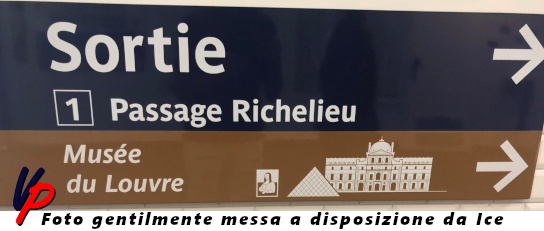 Sortie
1 Passage Richelieu
Musée
du Louvre
VP
Foto gentilmente messa a disposizione da Ice